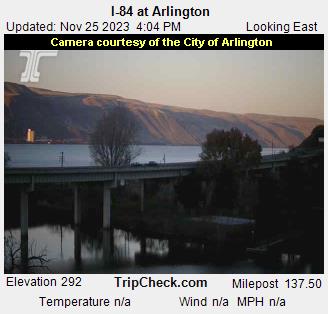 I-84 at Arlington
Updated: Nov 25 2023 4:04 PM Looking East
Camera courtesy of the City of Arlington
Elevation 292 TripCheck.com Milepost 137.50
Temperature n/a Wind n/a MPH n/a